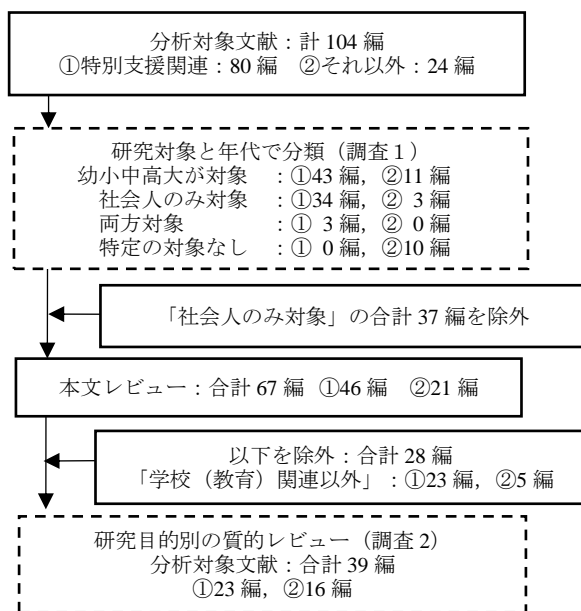 分析対象文献：計 104 編
①特別支援関連：80 編　②それ以外：24 編
研究対象と年代で分類（調査１）
幼小中高大が対象　：①43 編，②11 編
社会人のみ対象　：①34 編，② 3 編
両方対象　：① 3 編，② 0 編
特定の対象なし　：① 0 編，②10 編
「社会人のみ対象」の合計 37 編を除外
本文レビュー：合計 67 編　①46 編　②21 編
以下を除外：合計 28 編
「学校（教育）関連以外」：①23 編，②5 編
研究目的別の質的レビュー（調査 2）
分析対象文献：合計 39 編
①23 編，②16 編